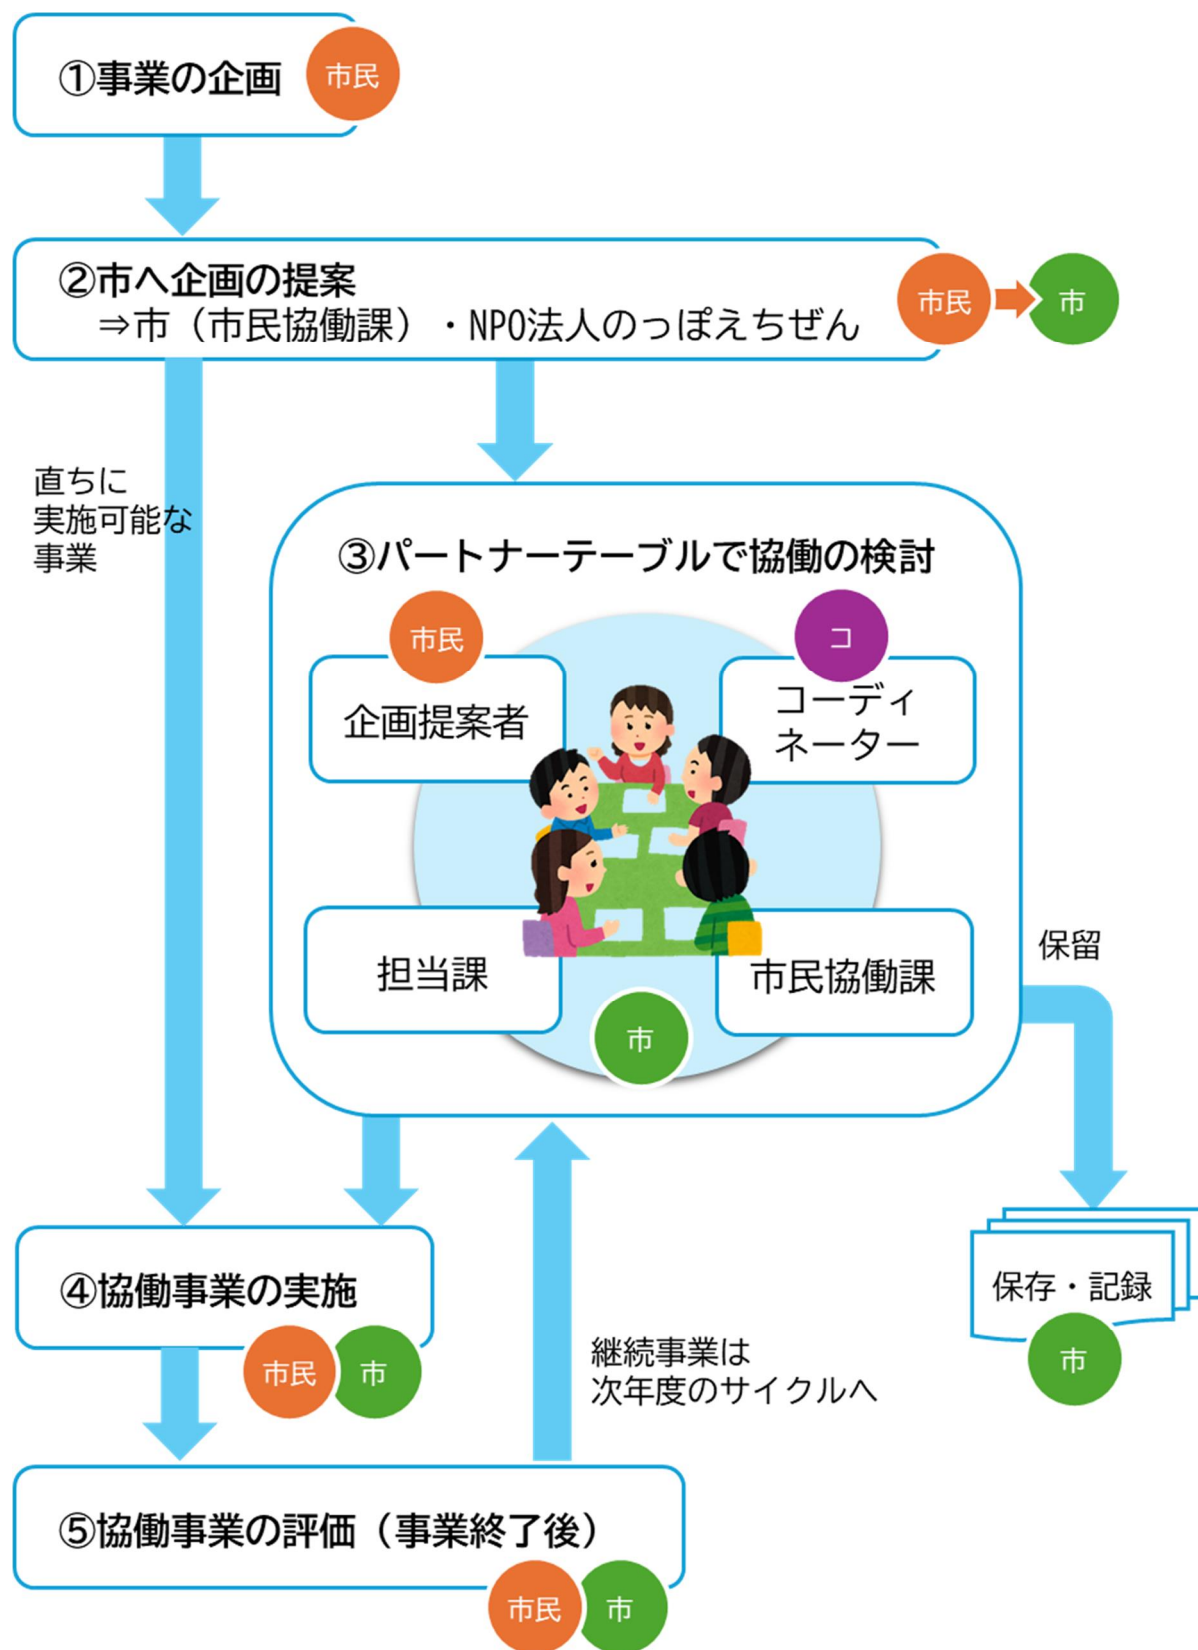 ①事業の企画
市民
②市へ企画の提案
⇒市（市民協働課）・NPO法人のっぽえちぜん
市民
市
直ちに
実施可能な
事業
③パートナーテーブルで協働の検討
市民
コ
企画提案者
コーディ
ネーター
担当課
市民協働課
市
保留
④協働事業の実施
市民
市
保存・記録
市
継続事業は
次年度のサイクルへ
⑤協働事業の評価（事業終了後）
市民
市